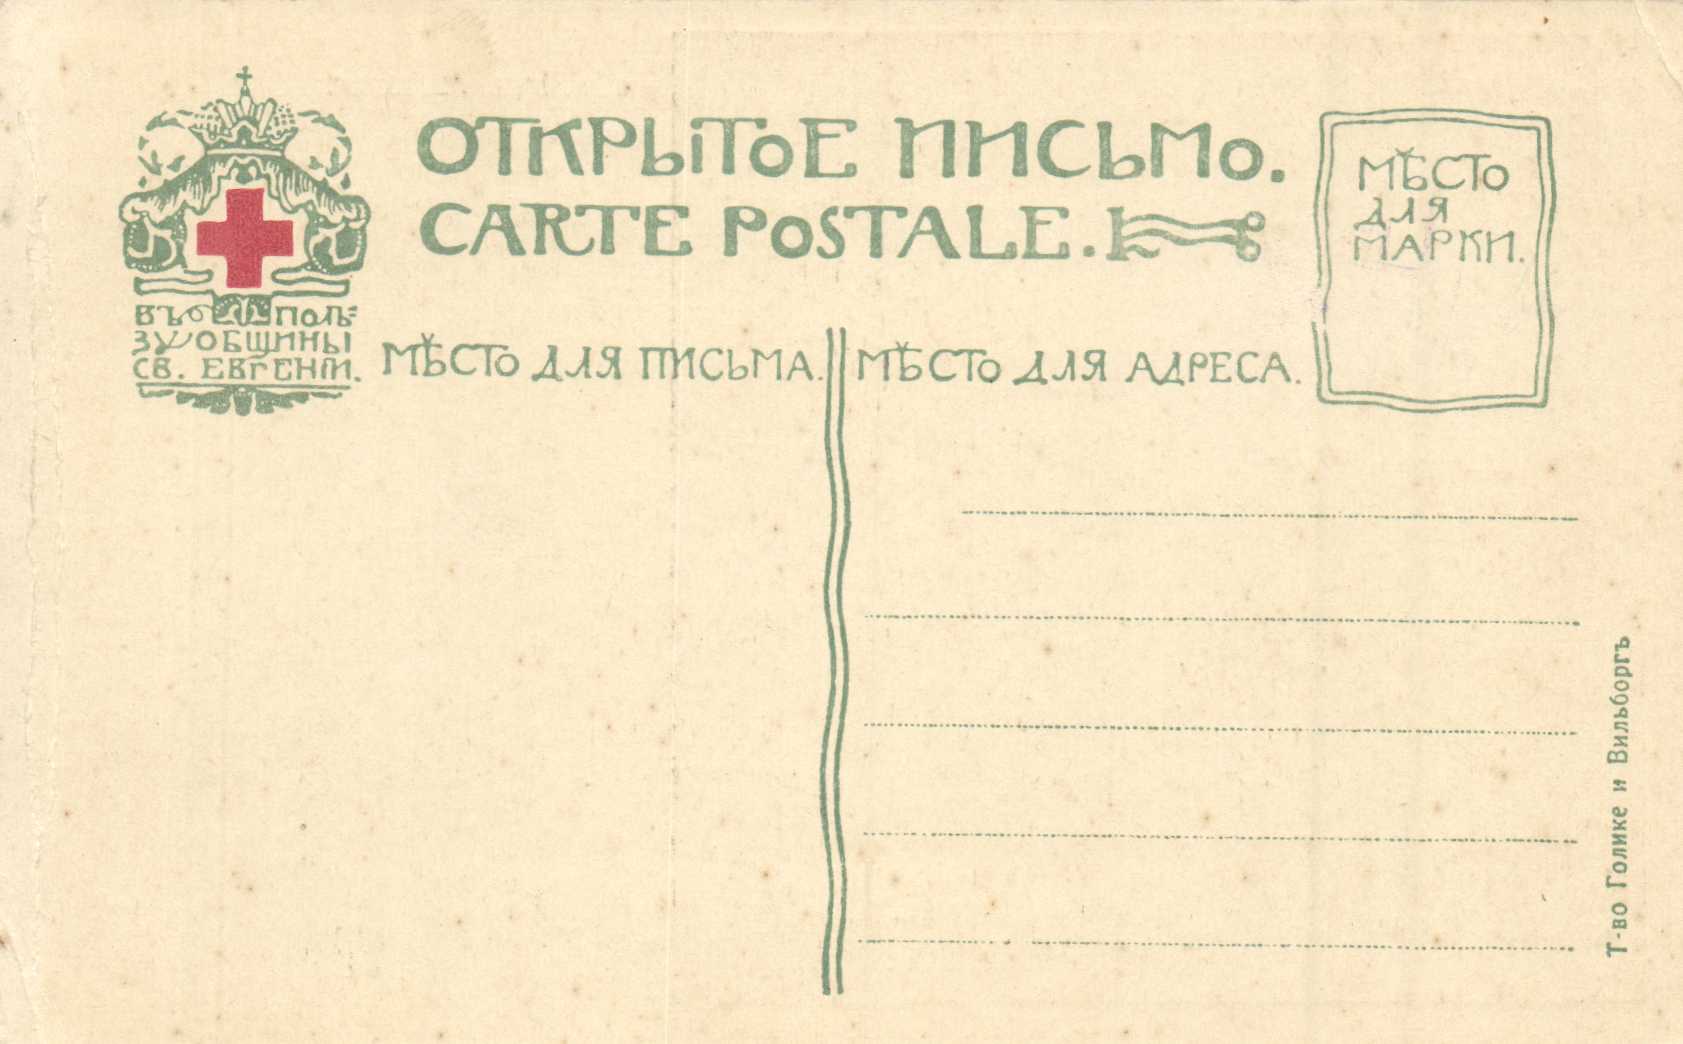 ОТКРЫТОЕ ПИСЬМО.
CARTE POSTALE.
МѢСТО
ДЛЯ
МАРКИ.
ВЪ ПОЛЬ-
ЗУ ОБЩИНЫ
СВ. ЕВГЕНІИ.
МѢСТО ДЛЯ ПИСЬМА.
МѢСТО ДЛЯ АДРЕСА.
Т-во Голике и Вильборгъ